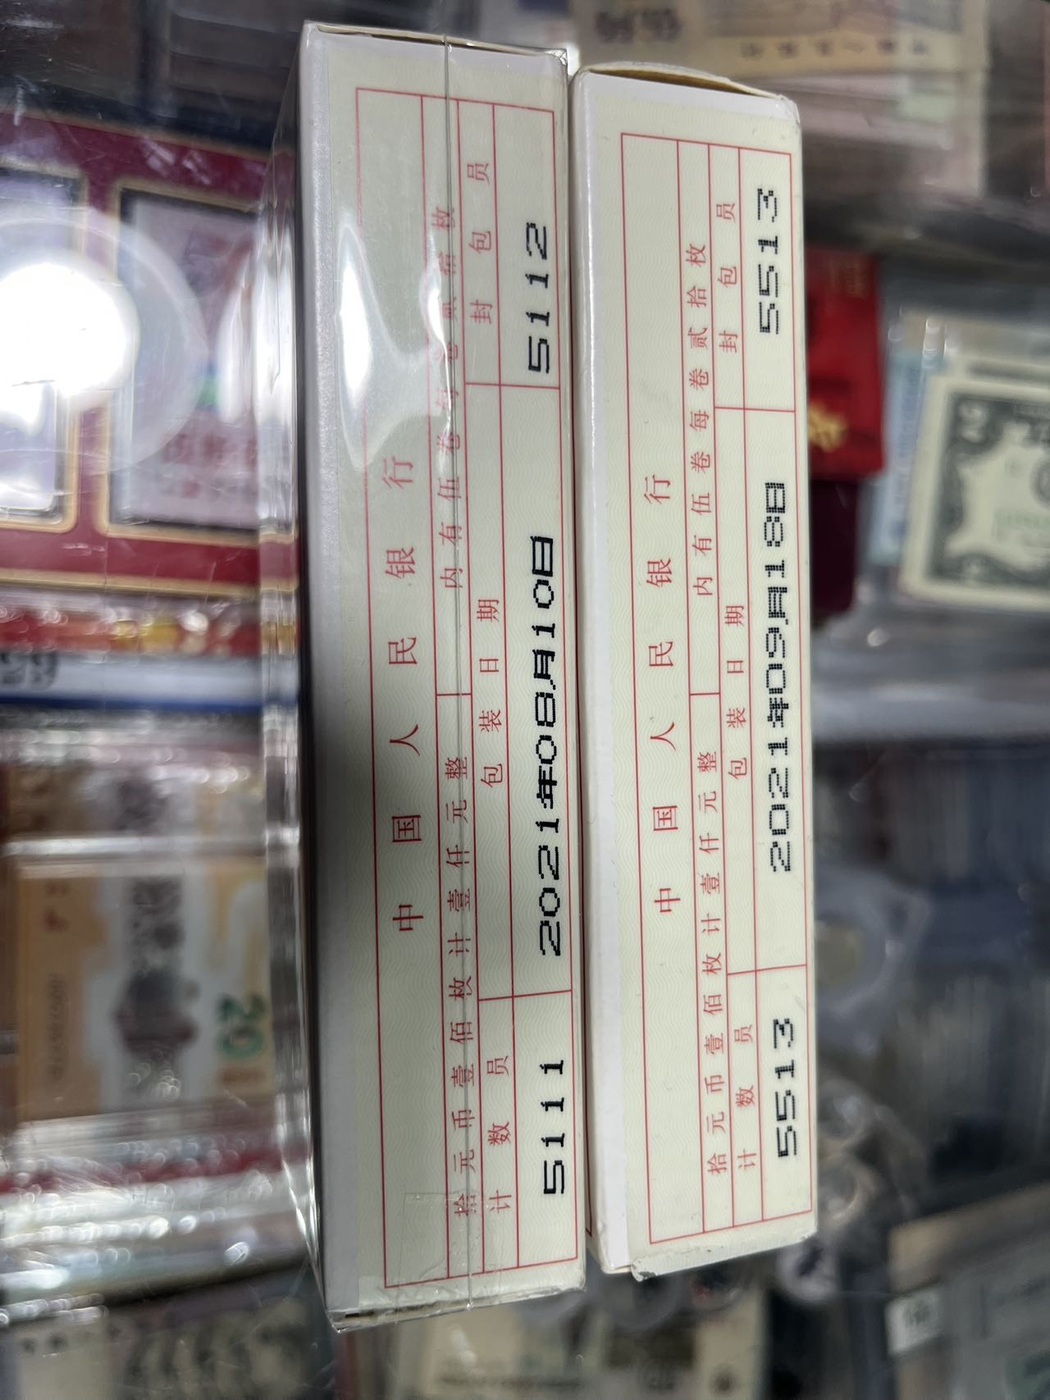 中国人民银行
拾元币壹佰枚计壹仟元整 内有伍卷每卷贰拾枚
计数员 包装日期 封包员
5111 2021年08月10日 5112
中国人民银行
拾元币壹佰枚计壹仟元整 内有伍卷每卷贰拾枚
计数员 包装日期 封包员
5513 2021年09月18日 5513
20
2